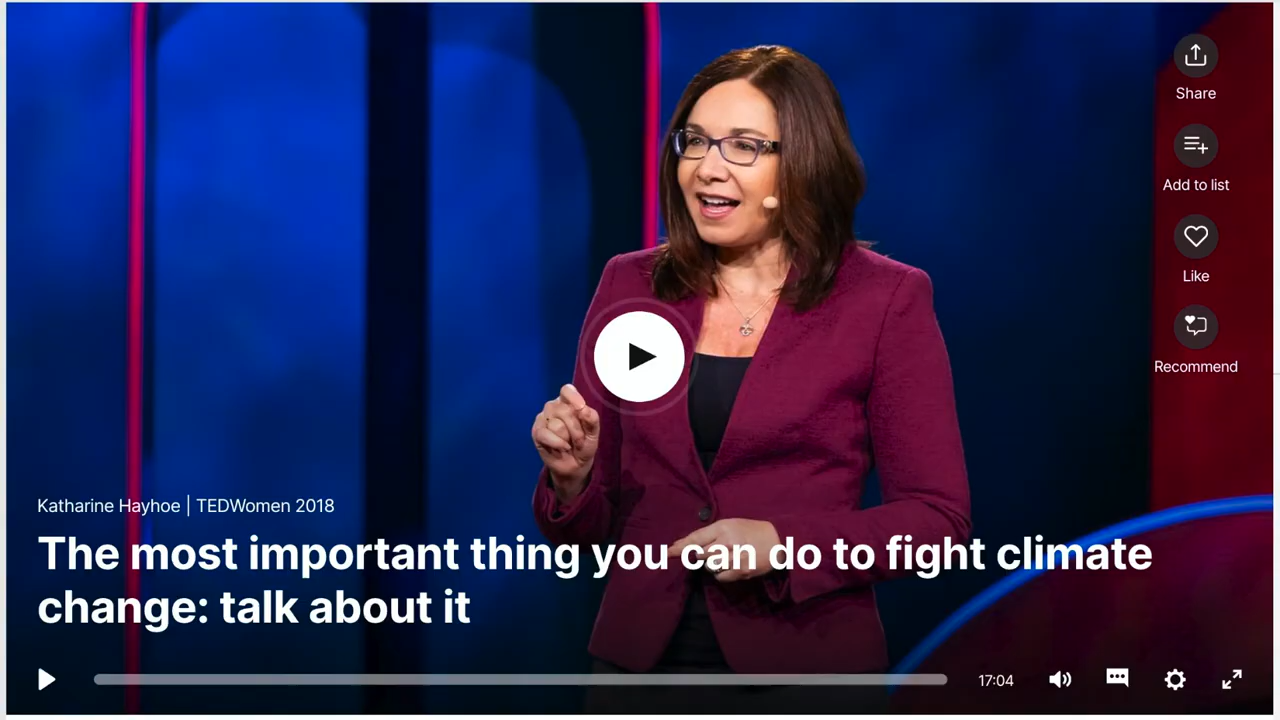 Share
Add to list
Like
Recommend
Katharine Hayhoe | TEDWomen 2018
The most important thing you can do to fight climate
change: talk about it
17:04